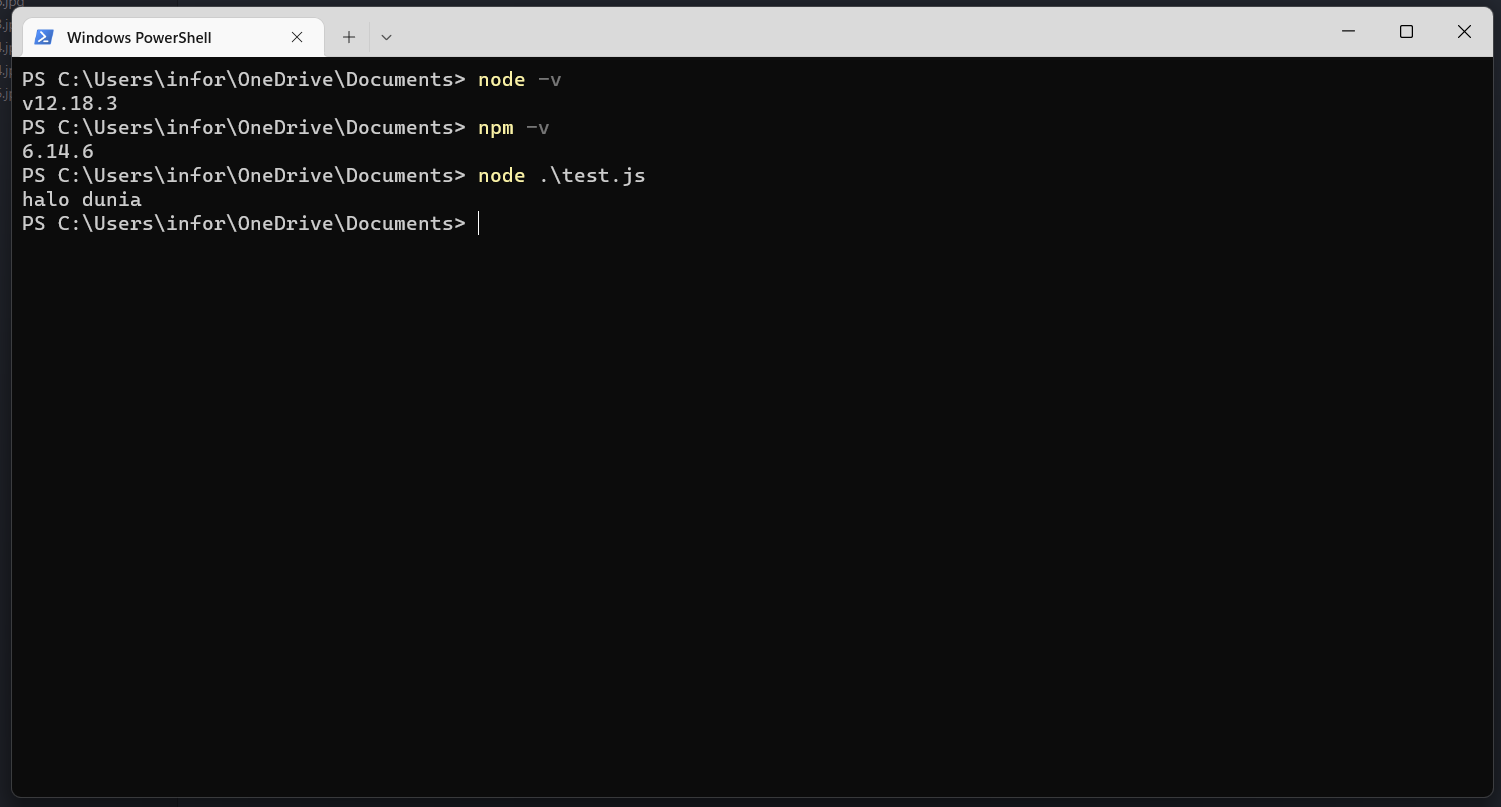 Windows PowerShell
PS C:\Users\infor\OneDrive\Documents> node -v
v12.18.3
PS C:\Users\infor\OneDrive\Documents> npm -v
6.14.6
PS C:\Users\infor\OneDrive\Documents> node .\test.js
halo dunia
PS C:\Users\infor\OneDrive\Documents>